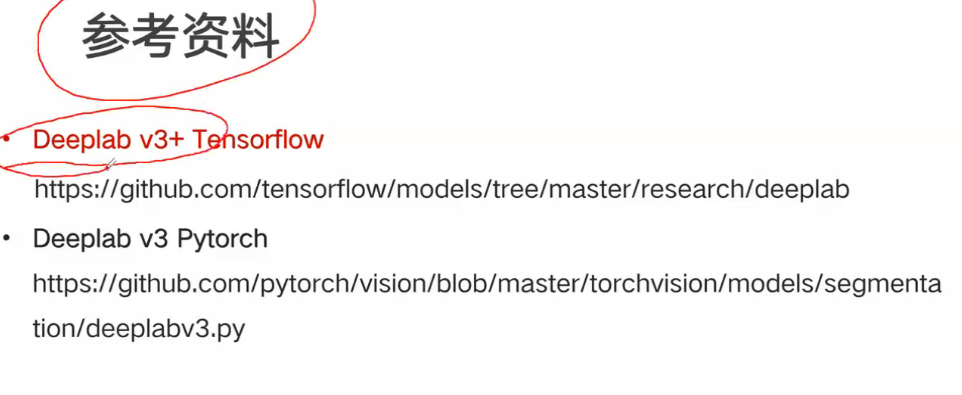 参考资料
• Deeplab v3+ Tensorflow
https://github.com/tensorflow/models/tree/master/research/deeplab
• Deeplab v3 Pytorch
https://github.com/pytorch/vision/blob/master/torchvision/models/segmenta
tion/deeplabv3.py